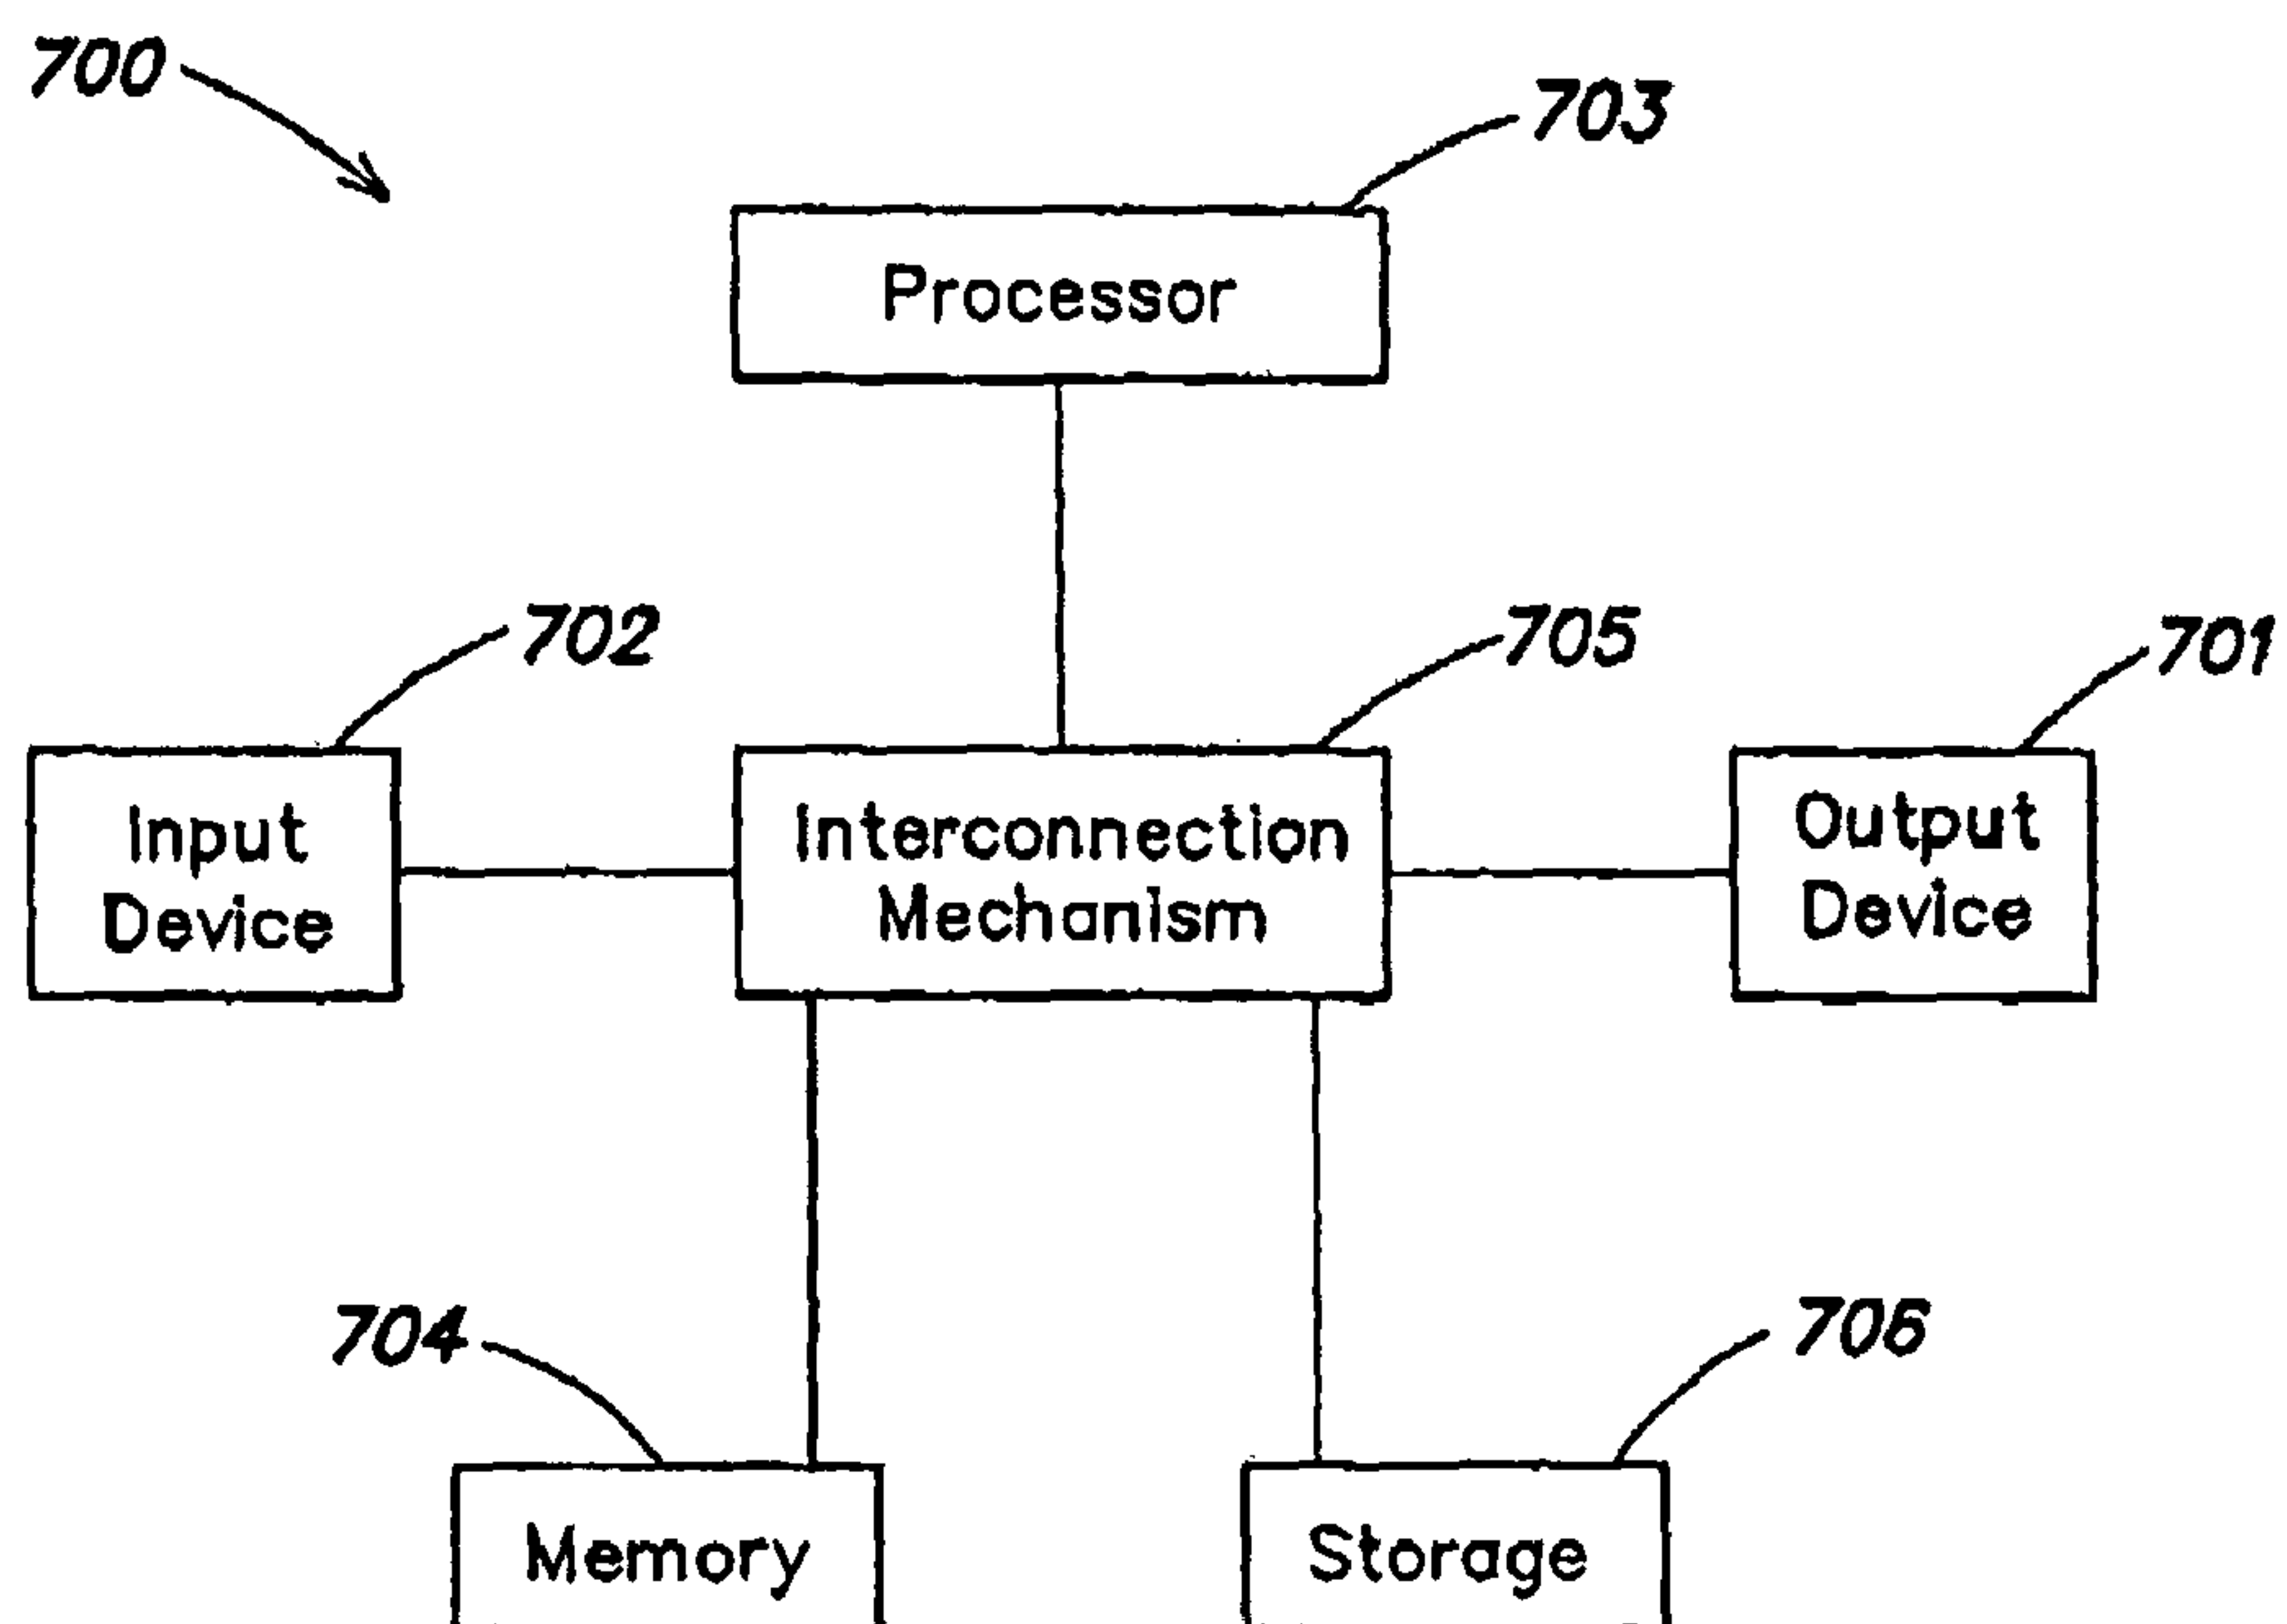 700
703
Processor
702
705
701
Input
Device
Interconnection
Mechanism
Output
Device
704
706
Memory
Storage